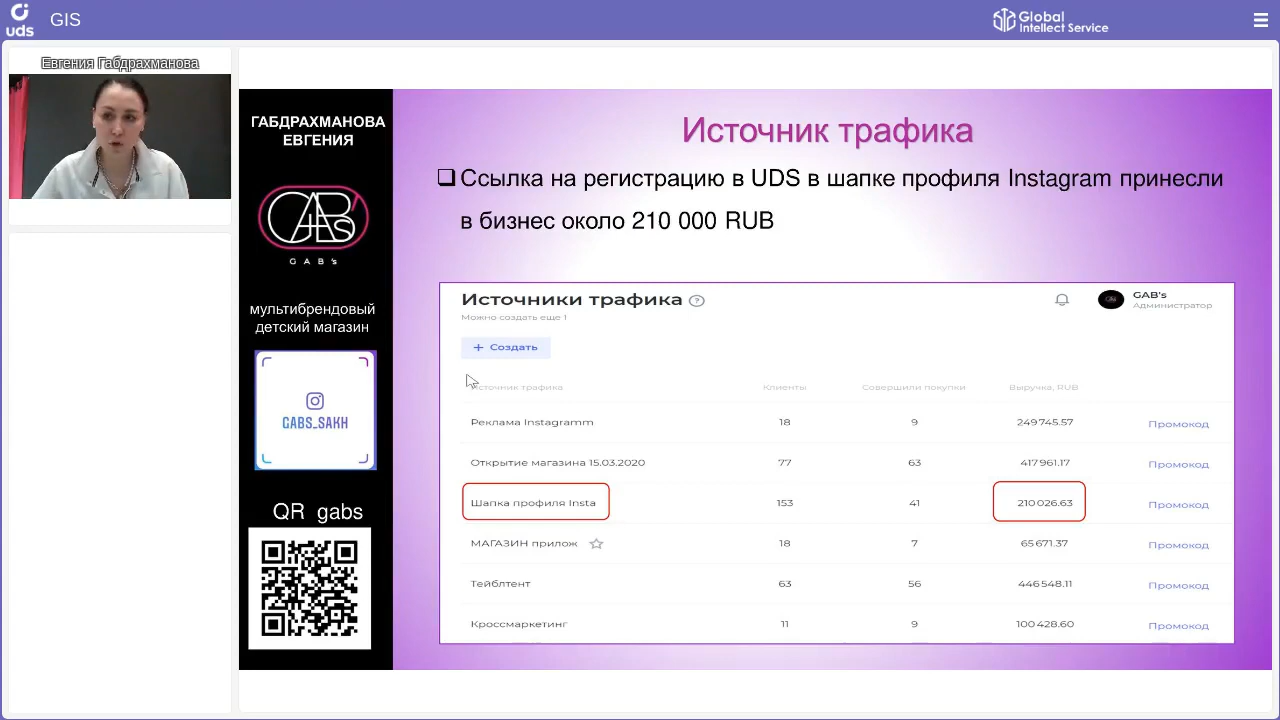 uds
GIS
Global
Intellect Service
Евгения Габдрахманова
ГАБДРАХМАНОВА
ЕВГЕНИЯ
GAB's
G A B 's
мультибрендовый
детский магазин
GABS_SAKH
QR gabs
Источник трафика
Ссылка на регистрацию в UDS в шапке профиля Instagram принесли
в бизнес около 210 000 RUB
Источники трафика ?
Можно создать еще 1
GAB's
Администратор
+ Создать
Источник трафика Клиенты Совершили покупки Выручка, RUB
Реклама Instagramm 18 9 249 745.57 Промокод
Открытие магазина 15.03.2020 77 63 417 961.17 Промокод
Шапка профиля Insta 153 41 210 026.63 Промокод
МАГАЗИН прилож 18 7 65 671.37 Промокод
Тейблтент 63 56 446 548.11 Промокод
Кроссмаркетинг 11 9 100 428.60 Промокод